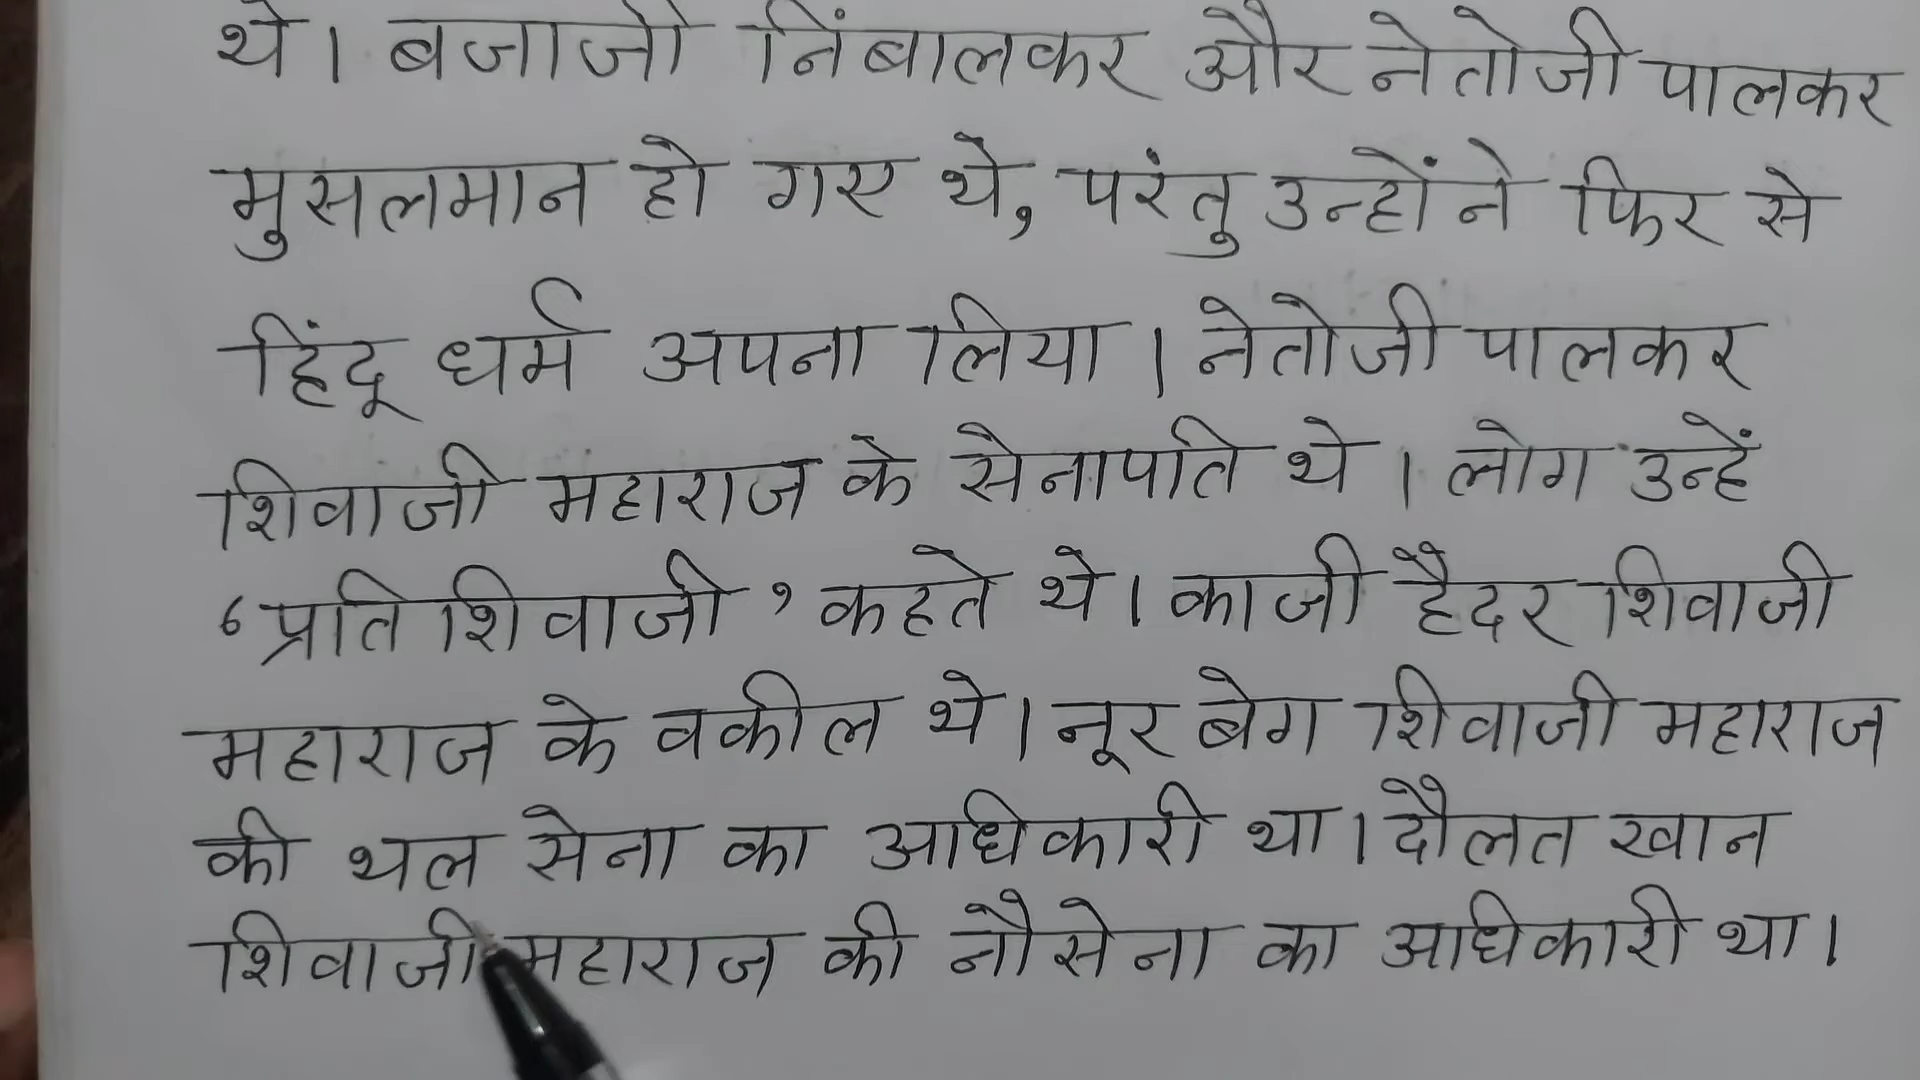 थे। बजाजी निंबालकर और नेतोजी पालकर
मुसलमान हो गए थे, परंतु उन्होंने फिर से
हिंदू धर्म अपना लिया। नेतोजी पालकर
शिवाजी महाराज के सेनापति थे। लोग उन्हें
‘प्रति शिवाजी’ कहते थे। काजी हैदर शिवाजी
महाराज के वकील थे। नूर बेग शिवाजी महाराज
की थल सेना का अधिकारी था। दौलत खान
शिवाजी महाराज की नौसेना का अधिकारी था।